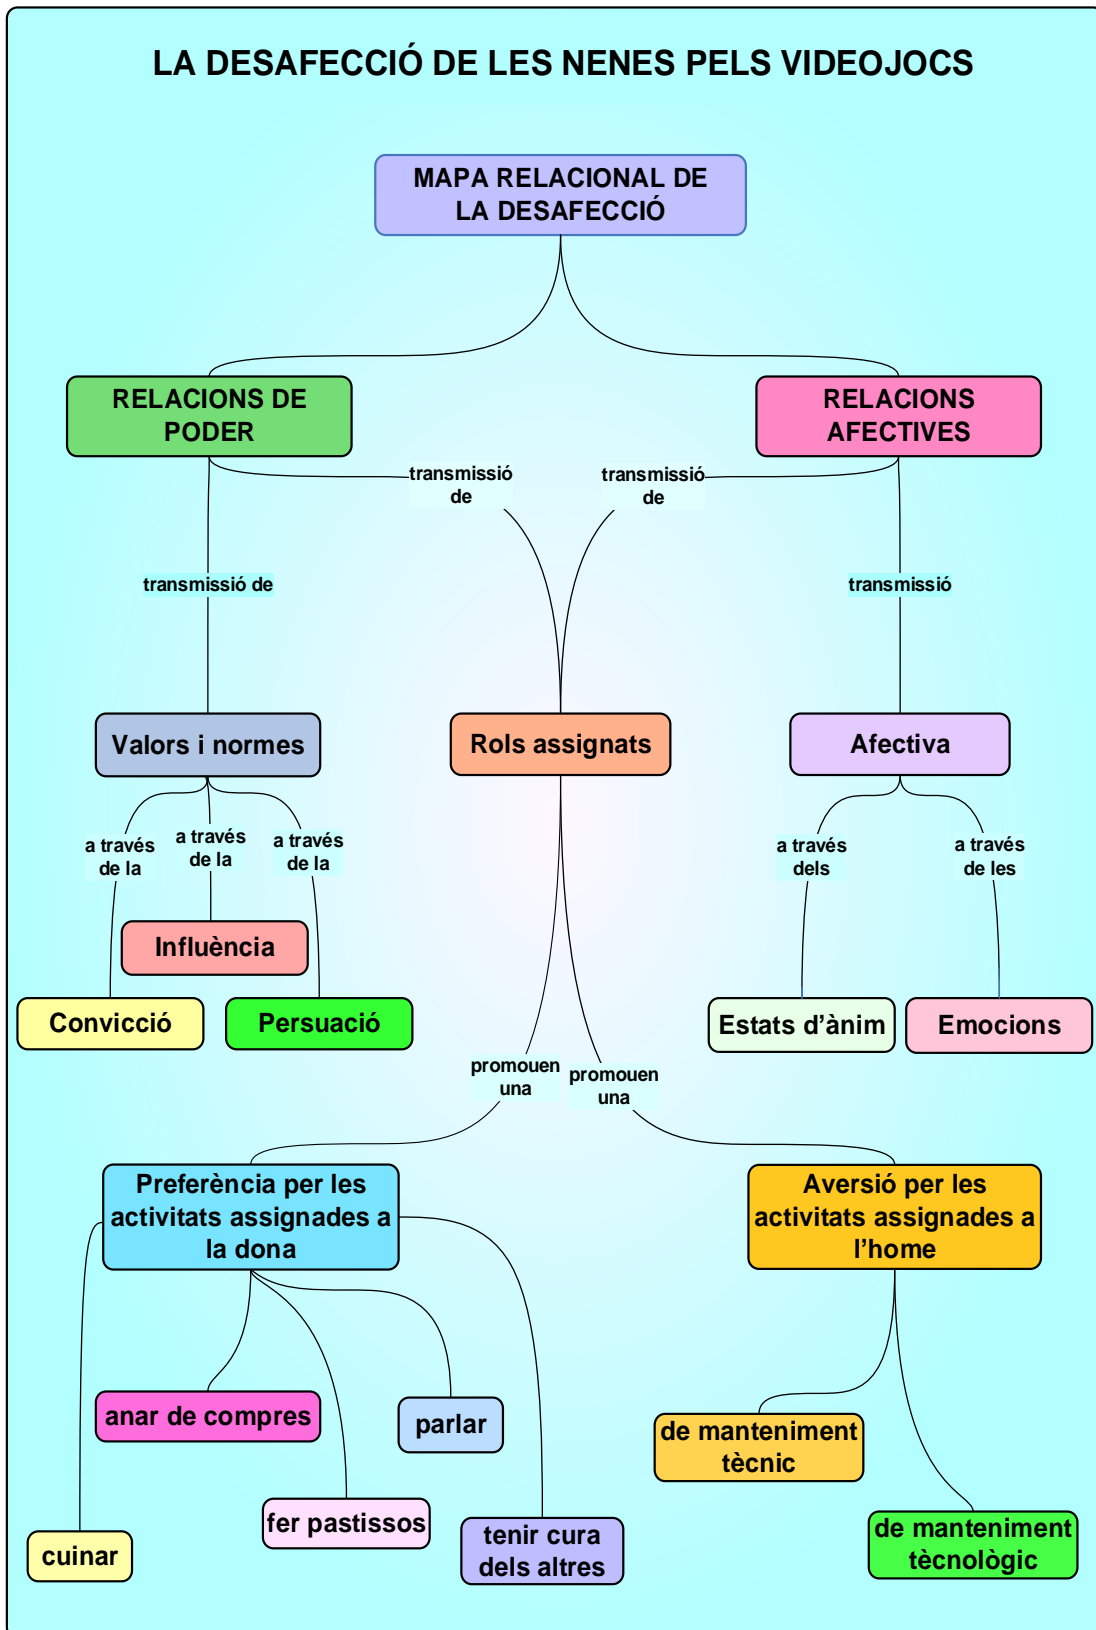 LA DESAFECCIÓ DE LES NENES PELS VIDEOJOCS
MAPA RELACIONAL DE
LA DESAFECCIÓ
RELACIONS DE
PODER
RELACIONS
AFECTIVES
transmissió
de
transmissió
de
transmissió de
transmissió
Valors i normes
Rols assignats
Afectiva
a través
de la
a través
de la
a través
de la
a través
dels
a través
de les
Influència
Convicció
Persuació
Estats d'ànim
Emocions
promouen
una
promouen
una
Preferència per les
activitats assignades a
la dona
Aversió per les
activitats assignades a
l'home
anar de compres
parlar
de manteniment
tècnic
fer pastissos
cuinar
tenir cura
dels altres
de manteniment
tècnològic